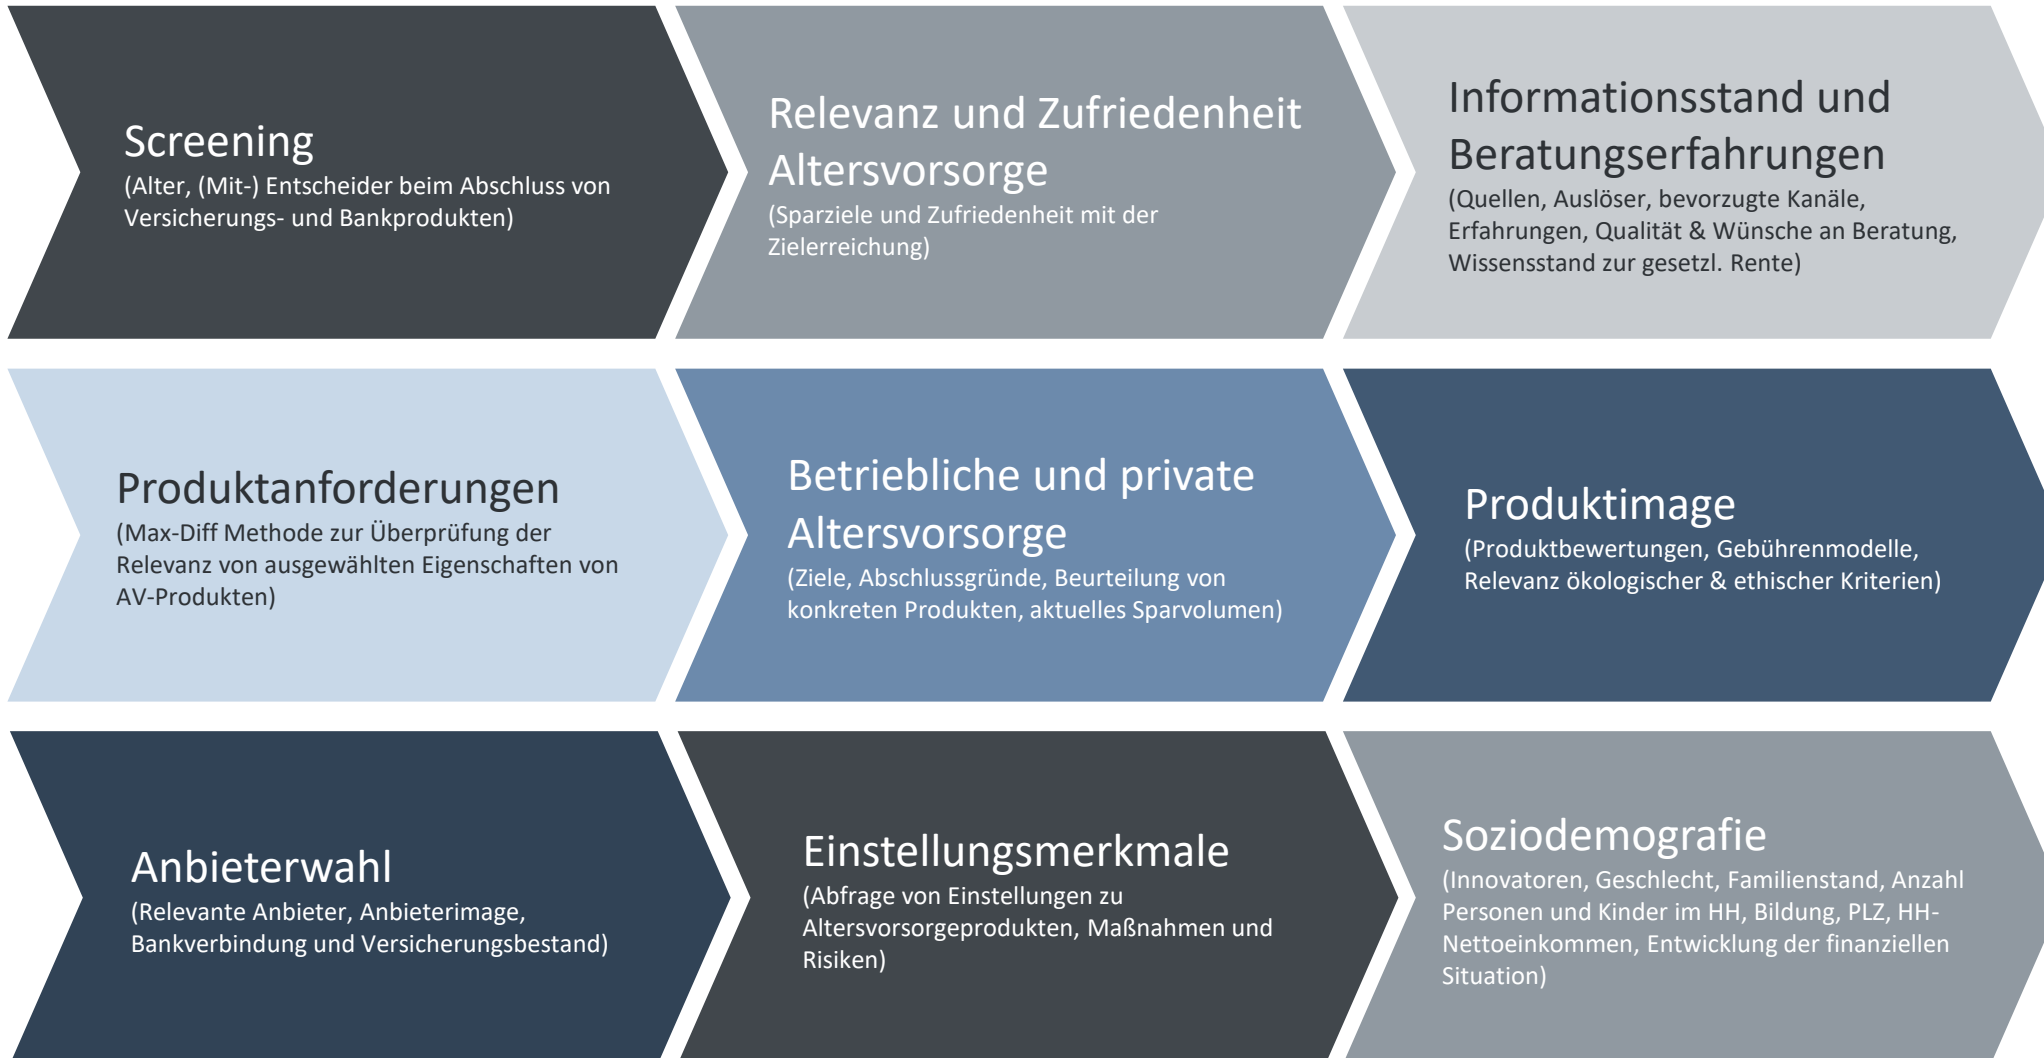 Screening
(Alter, (Mit-) Entscheider beim Abschluss von
Versicherungs- und Bankprodukten)
Relevanz und Zufriedenheit
Altersvorsorge
(Sparziele und Zufriedenheit mit der
Zielerreichung)
Informationsstand und
Beratungserfahrungen
(Quellen, Auslöser, bevorzugte Kanäle,
Erfahrungen, Qualität & Wünsche an Beratung,
Wissensstand zur gesetzl. Rente)
Produktanforderungen
(Max-Diff Methode zur Überprüfung der
Relevanz von ausgewählten Eigenschaften von
AV-Produkten)
Betriebliche und private
Altersvorsorge
(Ziele, Abschlussgründe, Beurteilung von
konkreten Produkten, aktuelles Sparvolumen)
Produktimage
(Produktbewertungen, Gebührenmodelle,
Relevanz ökologischer & ethischer Kriterien)
Anbieterwahl
(Relevante Anbieter, Anbieterimage,
Bankverbindung und Versicherungsbestand)
Einstellungsmerkmale
(Abfrage von Einstellungen zu
Altersvorsorgeprodukten, Maßnahmen und
Risiken)
Soziodemografie
(Innovatoren, Geschlecht, Familienstand, Anzahl
Personen und Kinder im HH, Bildung, PLZ, HH-
Nettoeinkommen, Entwicklung der finanziellen
Situation)